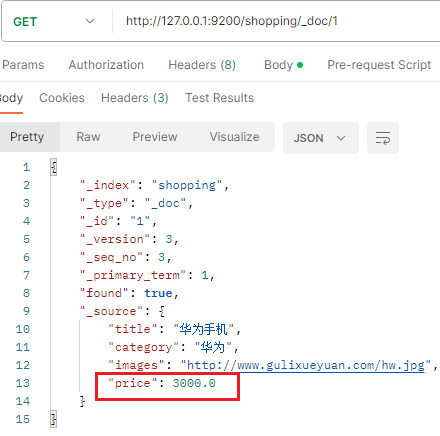 GET http://127.0.0.1:9200/shopping/_doc/1
Params Authorization Headers (8) Body Pre-request Script
Body Cookies Headers (3) Test Results
Pretty Raw Preview Visualize JSON
1 {
2 "_index": "shopping",
3 "_type": "_doc",
4 "_id": "1",
5 "_version": 3,
6 "_seq_no": 3,
7 "_primary_term": 1,
8 "found": true,
9 "_source": {
10 "title": "华为手机",
11 "category": "华为",
12 "images": "http://www.gulixueyuan.com/hw.jpg",
13 "price": 3000.0
14 }
15 }